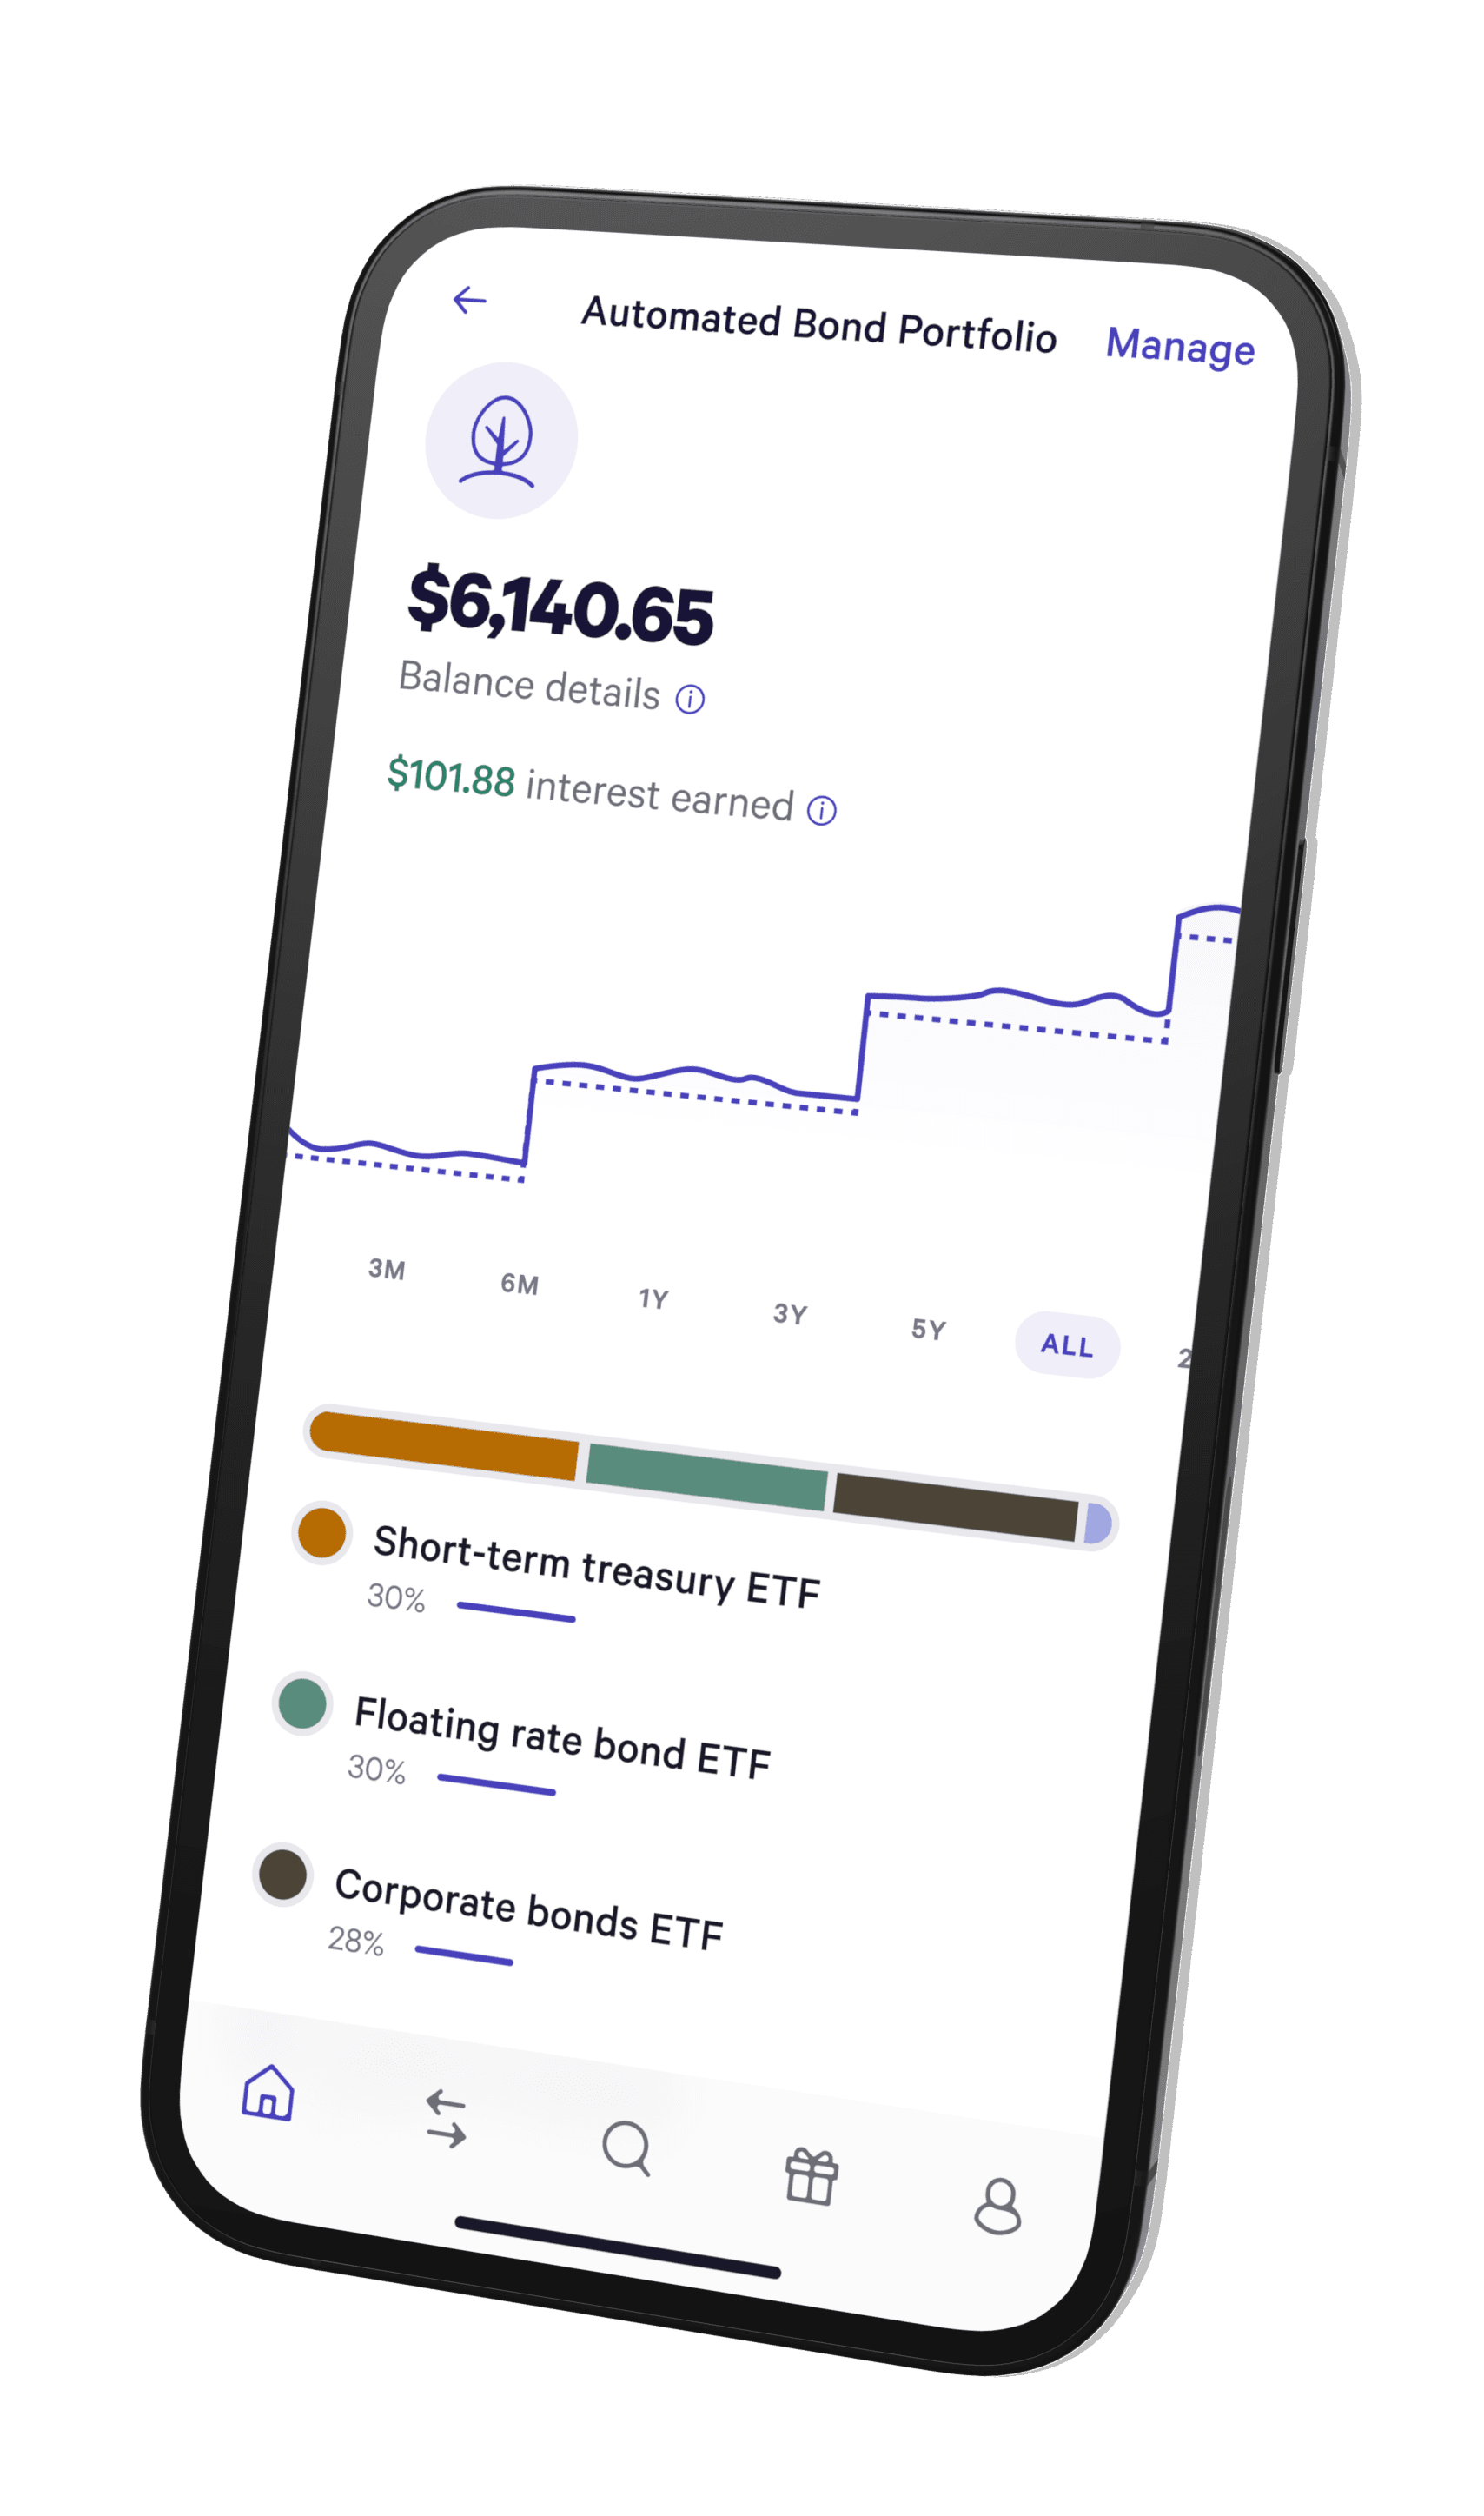 Automated Bond Portfolio Manage
$6,140.65
Balance details
$101.88 interest earned
3M 6M 1Y 3Y 5Y ALL 2
Short-term treasury ETF
30%
Floating rate bond ETF
30%
Corporate bonds ETF
28%